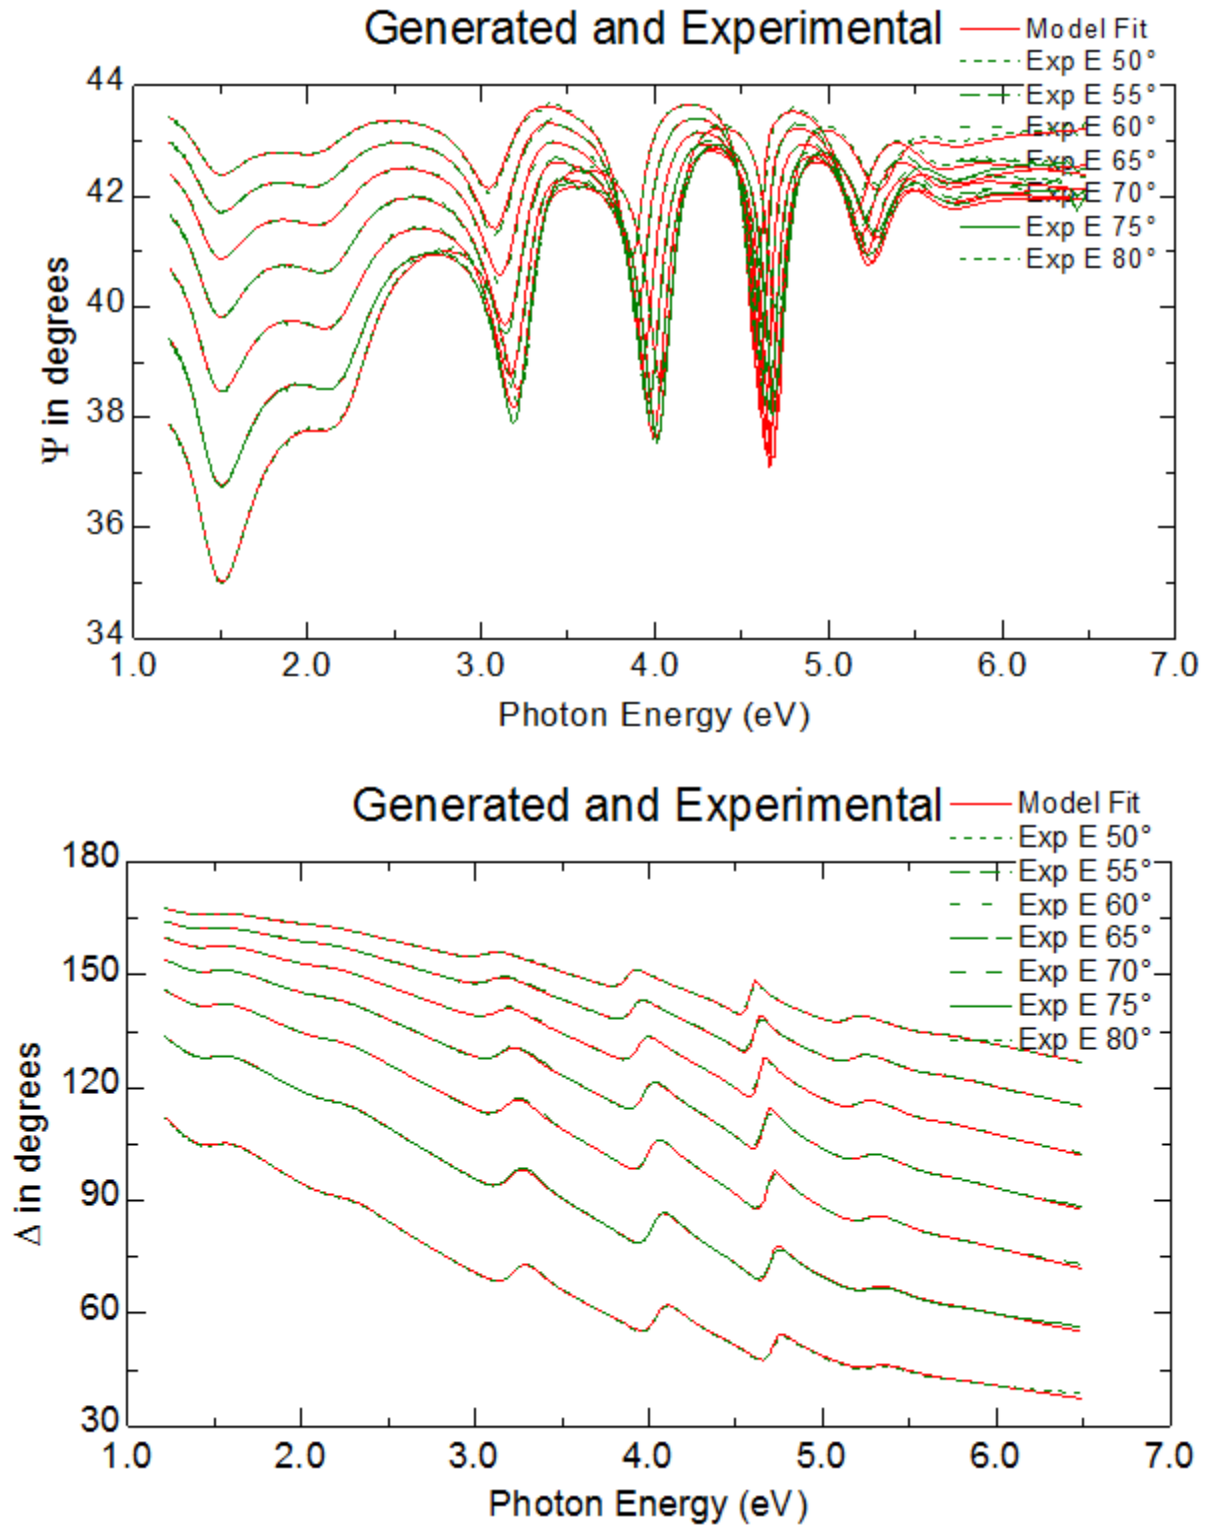 Generated and Experimental
Model Fit
Exp E 50°
Exp E 55°
Exp E 60°
Exp E 65°
Exp E 70°
Exp E 75°
Exp E 80°
44
42
40
38
36
34
Ψ in degrees
1.0 2.0 3.0 4.0 5.0 6.0 7.0
Photon Energy (eV)
Generated and Experimental
Model Fit
Exp E 50°
Exp E 55°
Exp E 60°
Exp E 65°
Exp E 70°
Exp E 75°
Exp E 80°
180
150
120
90
60
30
Δ in degrees
1.0 2.0 3.0 4.0 5.0 6.0 7.0
Photon Energy (eV)